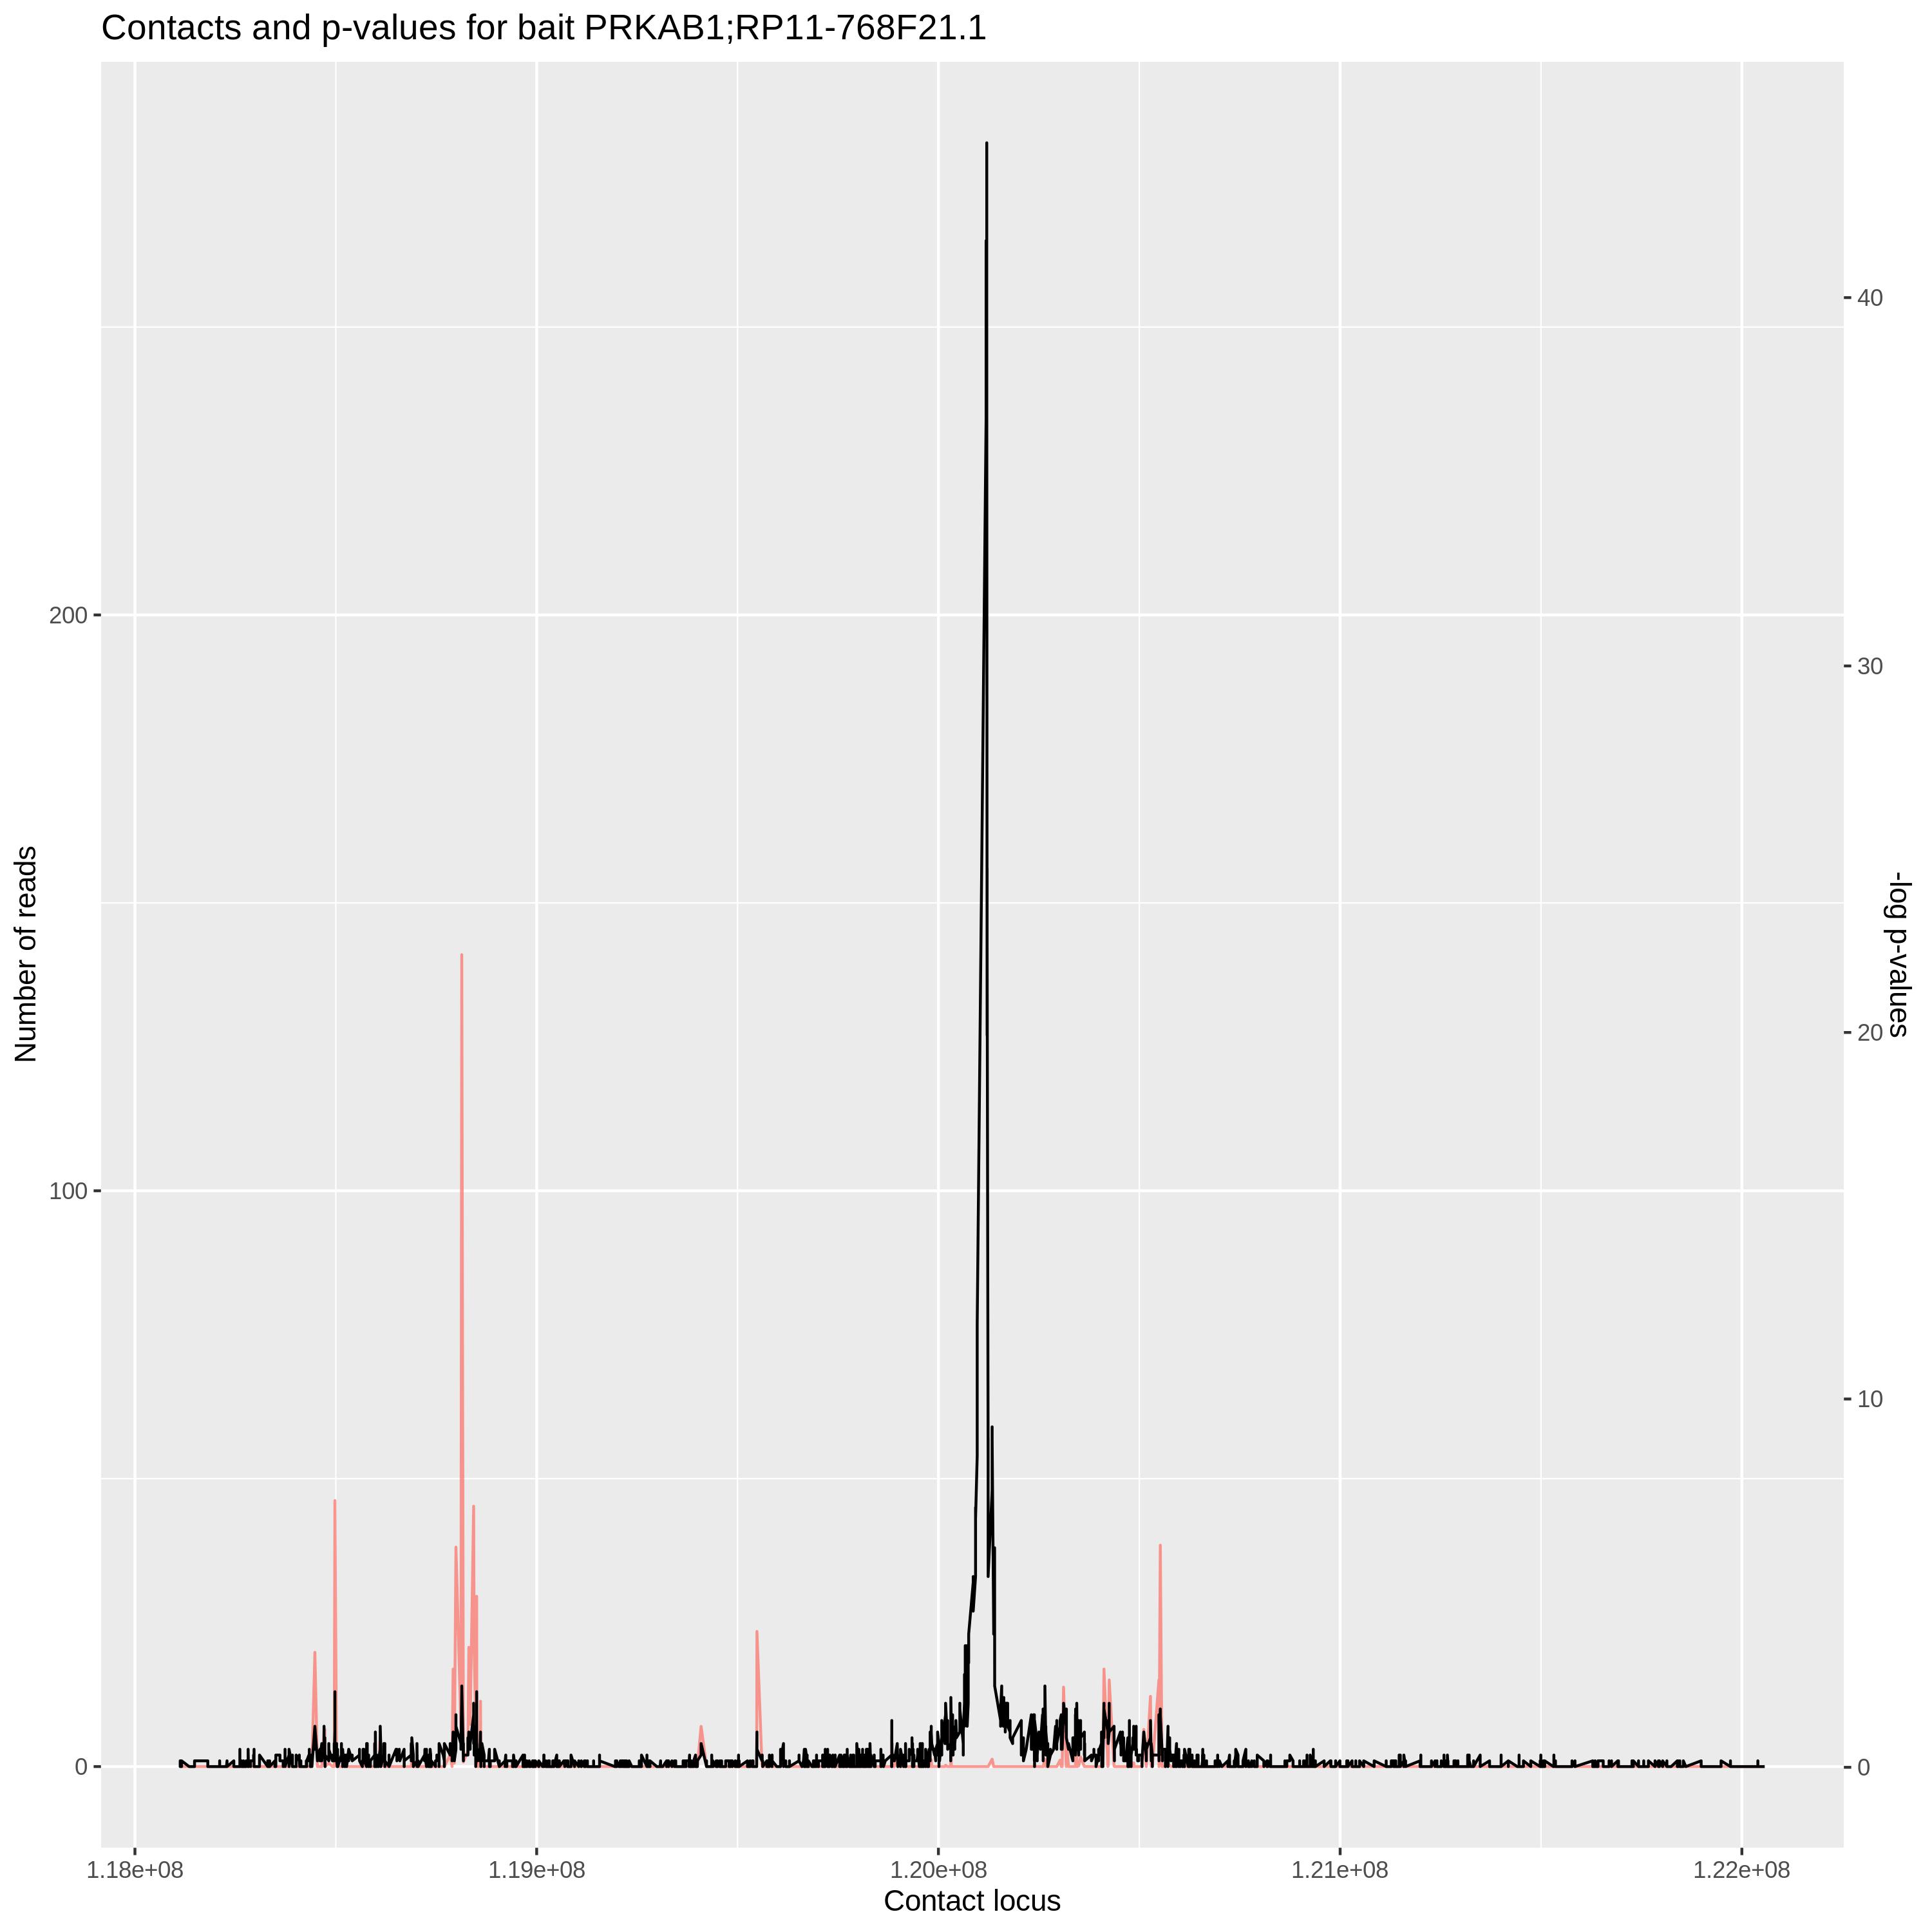 Contacts and p-values for bait PRKAB1;RP11-768F21.1
Number of reads
200
100
0
40
30
20
10
0
-log p-values
1.18e+08
1.19e+08
1.20e+08
1.21e+08
1.22e+08
Contact locus